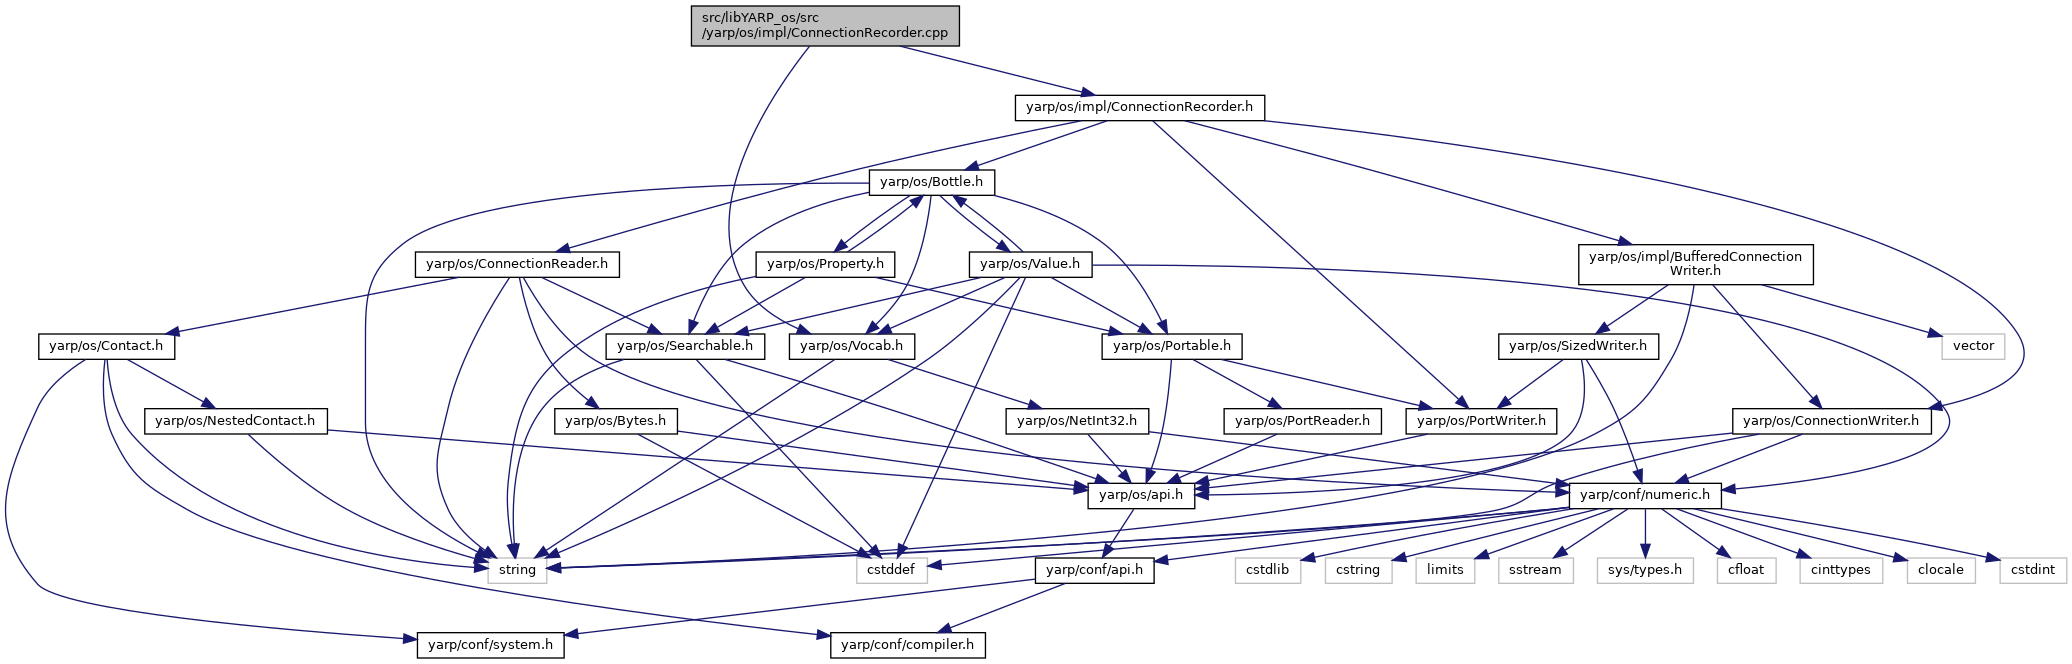 src/libYARP_os/src
/yarp/os/impl/ConnectionRecorder.cpp
yarp/os/impl/ConnectionRecorder.h
yarp/os/Bottle.h
yarp/os/ConnectionReader.h
yarp/os/Property.h
yarp/os/Value.h
yarp/os/impl/BufferedConnection
Writer.h
yarp/os/Contact.h
yarp/os/Searchable.h
yarp/os/Vocab.h
yarp/os/Portable.h
yarp/os/SizedWriter.h
vector
yarp/os/NestedContact.h
yarp/os/Bytes.h
yarp/os/NetInt32.h
yarp/os/PortReader.h
yarp/os/PortWriter.h
yarp/os/ConnectionWriter.h
yarp/os/api.h
yarp/conf/numeric.h
string
cstddef
yarp/conf/api.h
cstdlib
cstring
limits
sstream
sys/types.h
cfloat
cinttypes
clocale
cstdint
yarp/conf/system.h
yarp/conf/compiler.h